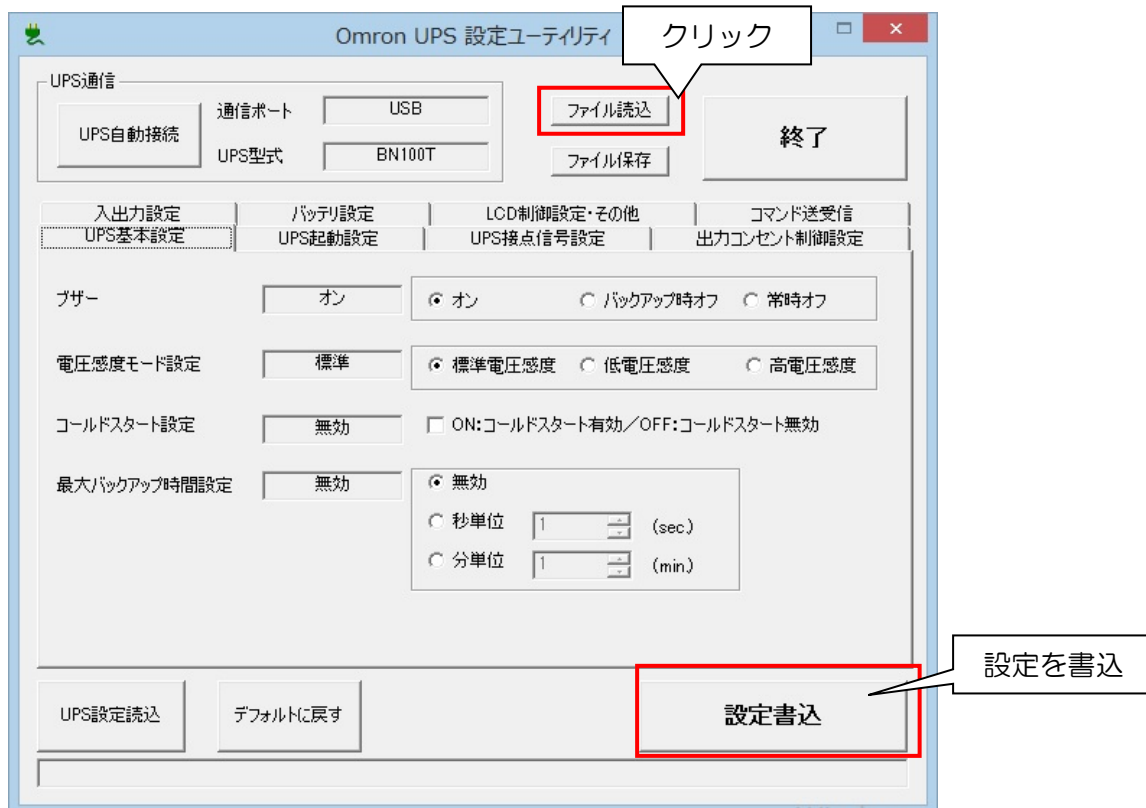 Omron UPS 設定ユーティリティ
クリック
UPS通信
UPS自動接続
通信ポート
USB
UPS型式
BN100T
ファイル読込
ファイル保存
終了
入出力設定
バッテリ設定
LCD制御設定・その他
コマンド送受信
UPS基本設定
UPS起動設定
UPS接点信号設定
出力コンセント制御設定
ブザー
オン
オン
バックアップ時オフ
常時オフ
電圧感度モード設定
標準
標準電圧感度
低電圧感度
高電圧感度
コールドスタート設定
無効
ON:コールドスタート有効/OFF:コールドスタート無効
最大バックアップ時間設定
無効
無効
秒単位
1
(sec.)
分単位
1
(min.)
設定を書込
UPS設定読込
デフォルトに戻す
設定書込